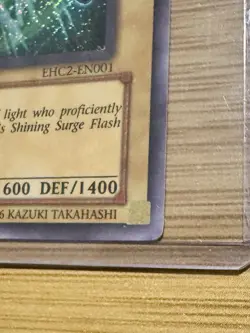 EHC2-EN001
light who proficiently
s Shining Surge Flash
600 DEF/1400
6 KAZUKI TAKAHASHI